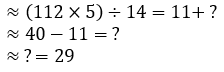 ≈ (112 × 5) ÷ 14 = 11+ ?
≈ 40 − 11 = ?
≈ ? = 29